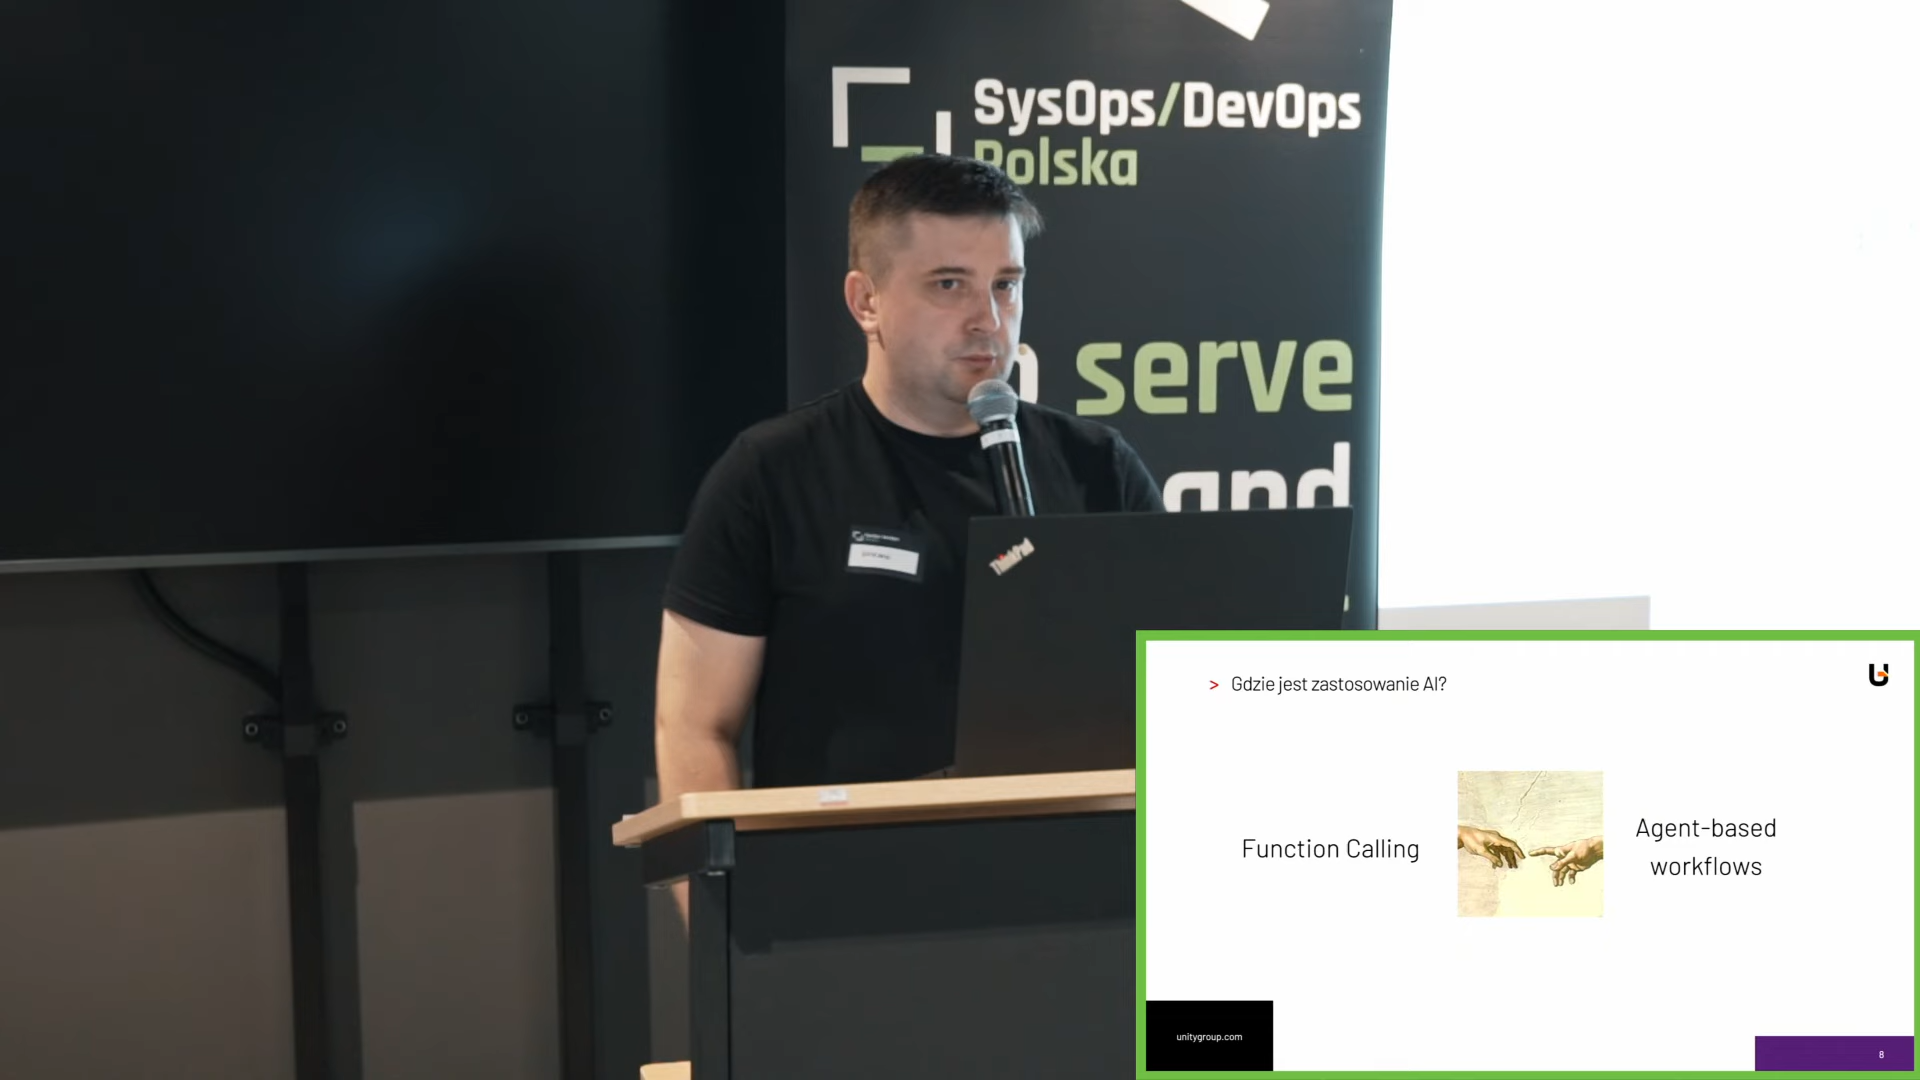 SysOps/DevOps
Polska
serve
and
ThinkPad
> Gdzie jest zastosowanie AI?
Function Calling
Agent-based
workflows
unitygroup.com
8